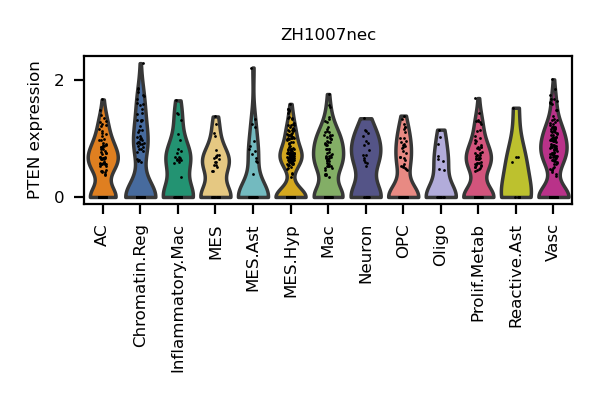 ZH1007nec
PTEN expression
2
0
AC
Chromatin.Reg
Inflammatory.Mac
MES
MES.Ast
MES.Hyp
Mac
Neuron
OPC
Oligo
Prolif.Metab
Reactive.Ast
Vasc